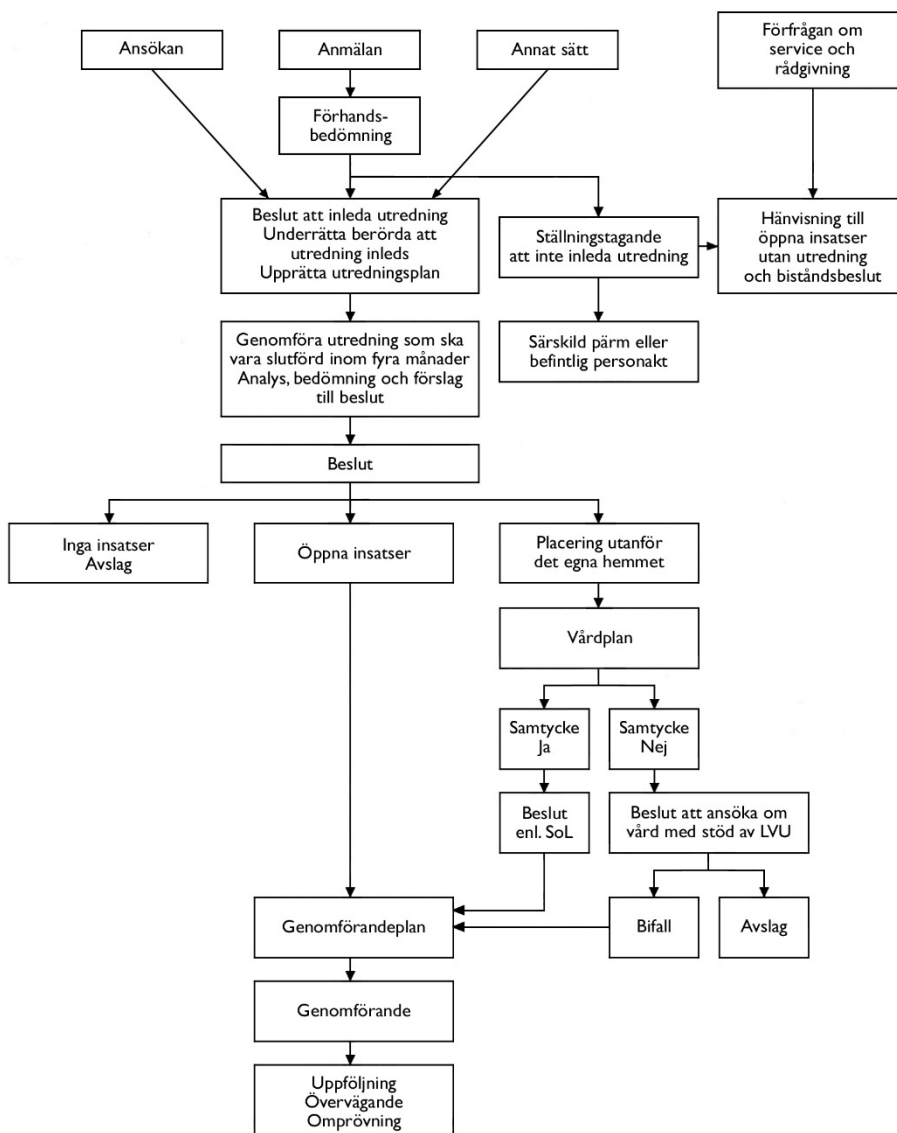 Ansökan
Anmälan
Annat sätt
Förfrågan om
service och
rådgivning
Förhands-
bedömning
Beslut att inleda utredning
Underrätta berörda att
utredning inleds
Upprätta utredningsplan
Ställningstagande
att inte inleda utredning
Hänvisning till
öppna insatser
utan utredning
och biståndsbeslut
Genomföra utredning som ska
vara slutförd inom fyra månader
Analys, bedömning och förslag
till beslut
Särskild pärm eller
befintlig personakt
Beslut
Inga insatser
Avslag
Öppna insatser
Placering utanför
det egna hemmet
Vårdplan
Samtycke
Ja
Samtycke
Nej
Beslut
enl. SoL
Beslut att ansöka om
vård med stöd av LVU
Genomförandeplan
Bifall
Avslag
Genomförande
Uppföljning
Övervägande
Omprövning